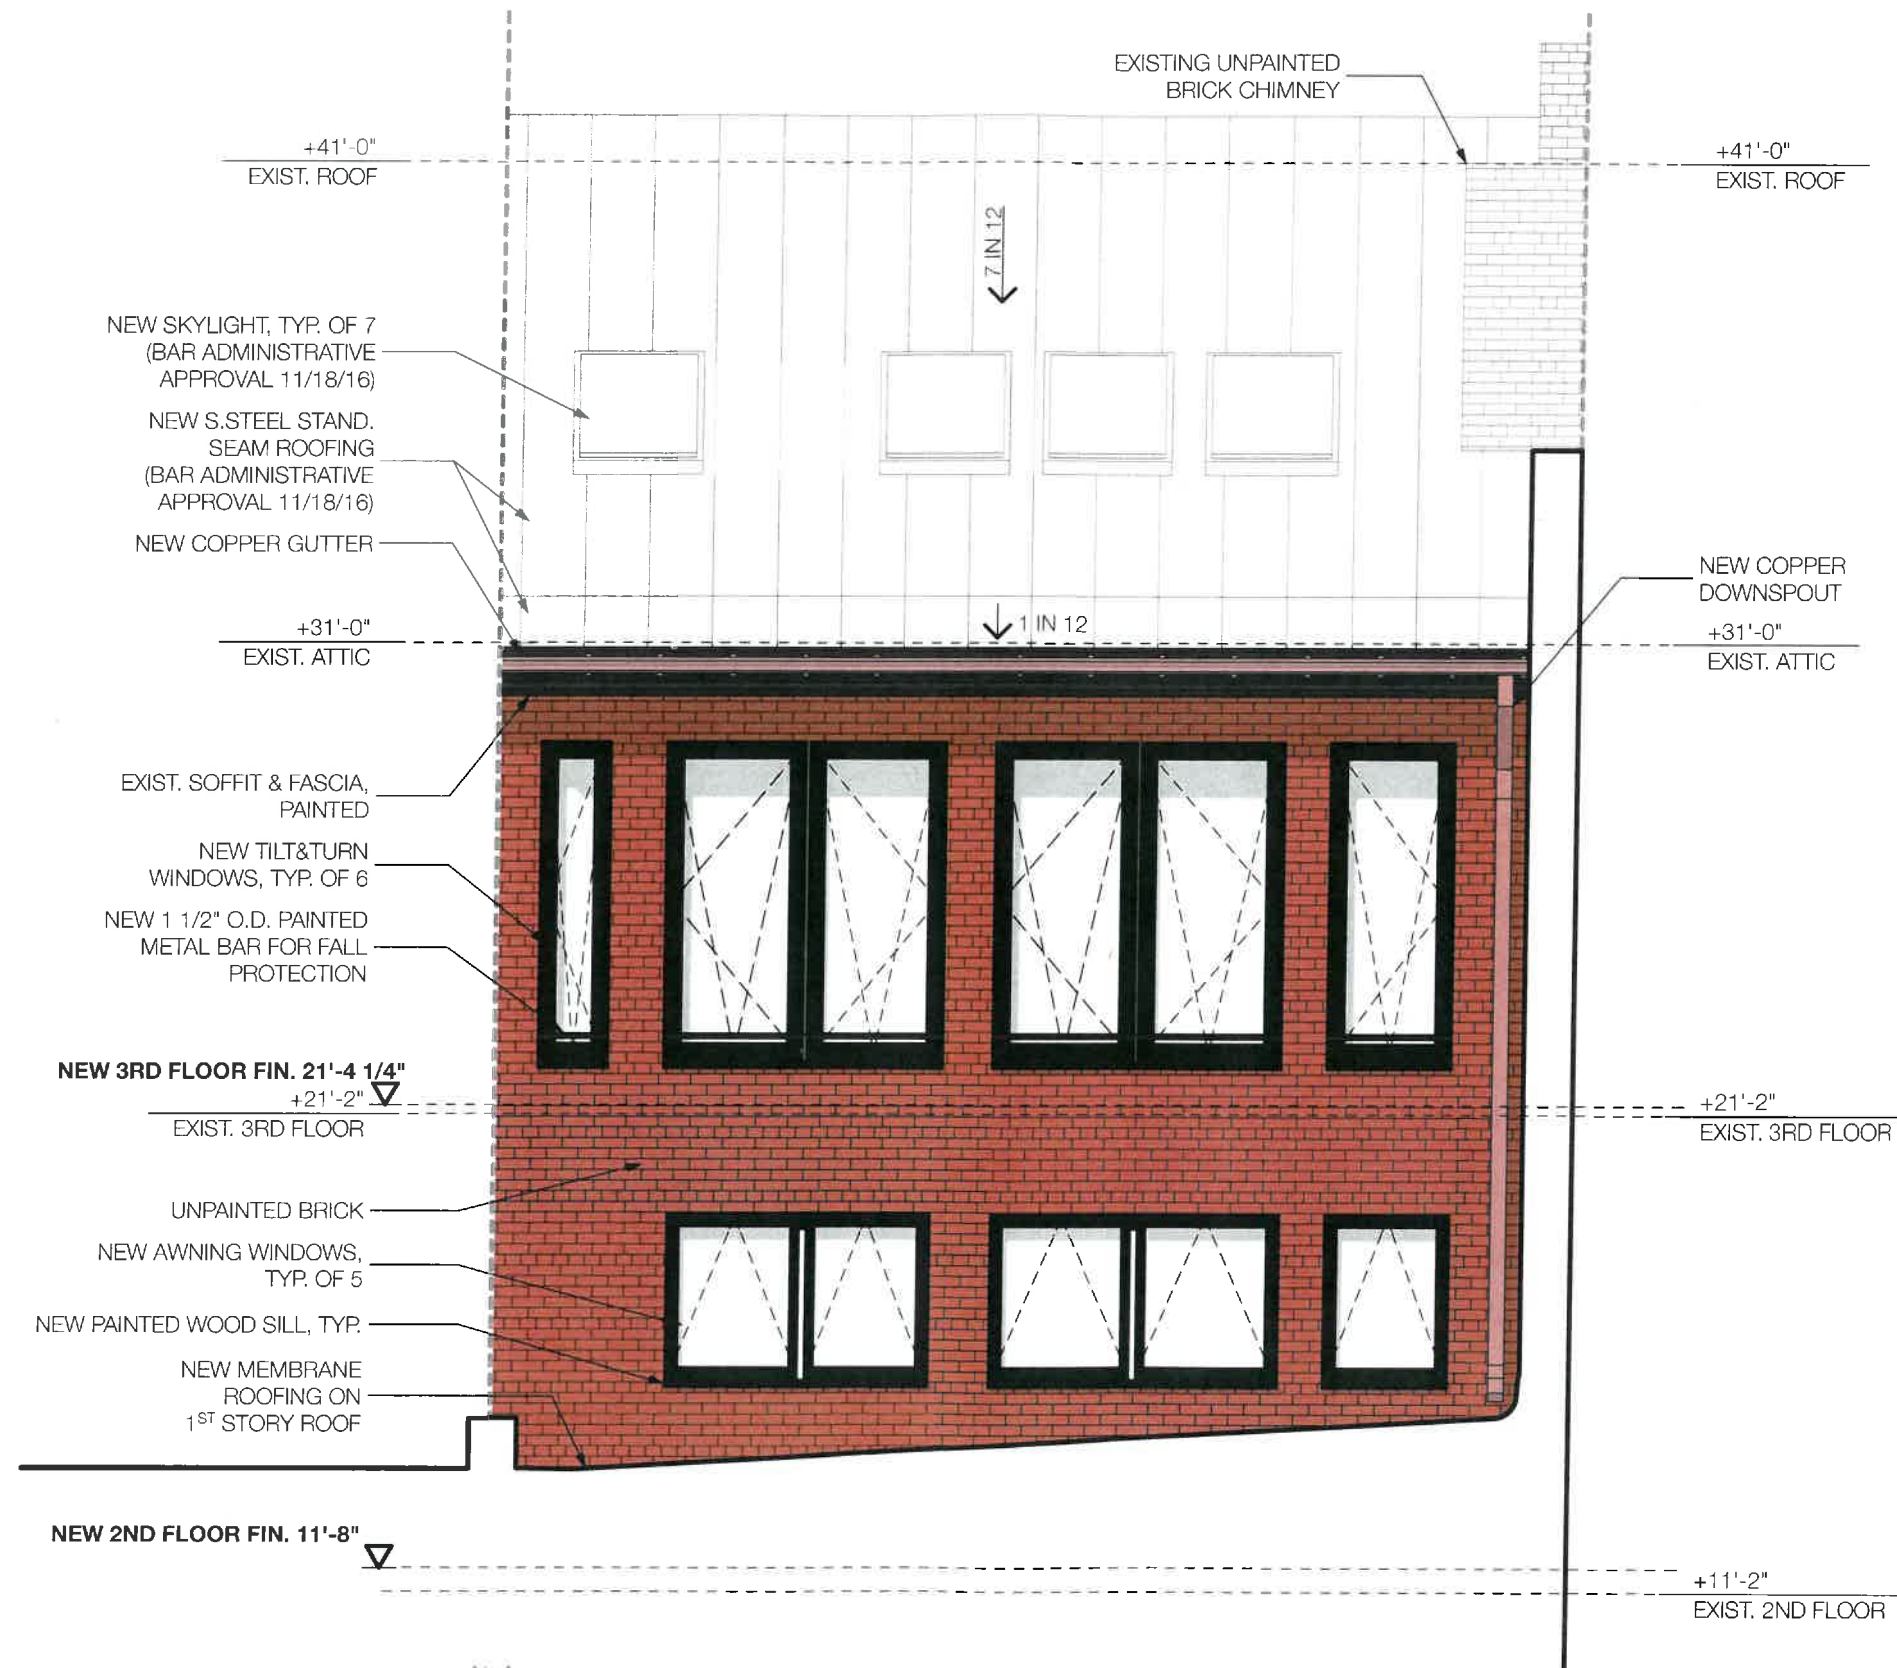 EXISTING UNPAINTED
BRICK CHIMNEY
+41'-0"
EXIST. ROOF
+41'-0"
EXIST. ROOF
7 IN 12
NEW SKYLIGHT, TYP. OF 7
(BAR ADMINISTRATIVE
APPROVAL 11/18/16)
NEW S.STEEL STAND.
SEAM ROOFING
(BAR ADMINISTRATIVE
APPROVAL 11/18/16)
NEW COPPER GUTTER
NEW COPPER
DOWNSPOUT
1 IN 12
+31'-0"
EXIST. ATTIC
+31'-0"
EXIST. ATTIC
EXIST. SOFFIT & FASCIA,
PAINTED
NEW TILT&TURN
WINDOWS, TYP. OF 6
NEW 1 1/2" O.D. PAINTED
METAL BAR FOR FALL
PROTECTION
NEW 3RD FLOOR FIN. 21'-4 1/4"
+21'-2"
EXIST. 3RD FLOOR
+21'-2"
EXIST. 3RD FLOOR
UNPAINTED BRICK
NEW AWNING WINDOWS,
TYP. OF 5
NEW PAINTED WOOD SILL, TYP.
NEW MEMBRANE
ROOFING ON
1ST STORY ROOF
NEW 2ND FLOOR FIN. 11'-8"
+11'-2"
EXIST. 2ND FLOOR